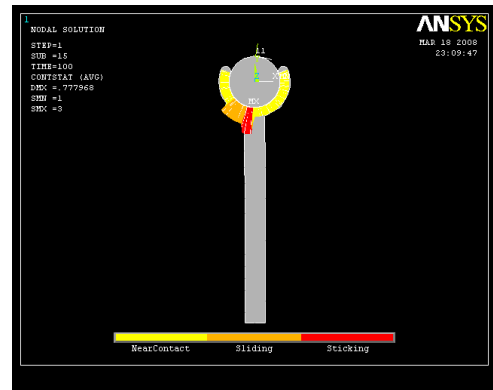 1
NODAL SOLUTION
STEP=1
SUB =15
TIME=100
CONTSTAT (AVG)
DMX =.777968
SMN =1
SMX =3
ANSYS
MAR 18 2008
23:09:47
MX
NearContact Sliding Sticking